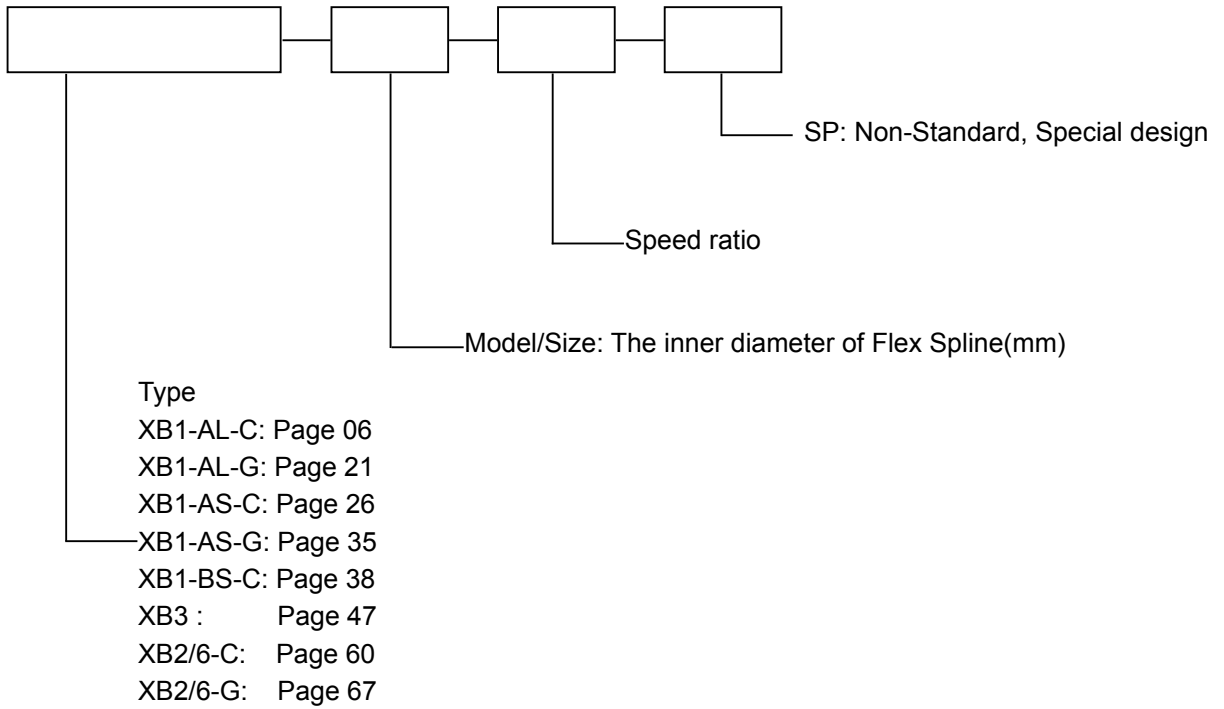 SP: Non-Standard, Special design
Speed ratio
Model/Size: The inner diameter of Flex Spline(mm)
Type
XB1-AL-C: Page 06
XB1-AL-G: Page 21
XB1-AS-C: Page 26
XB1-AS-G: Page 35
XB1-BS-C: Page 38
XB3 : Page 47
XB2/6-C: Page 60
XB2/6-G: Page 67